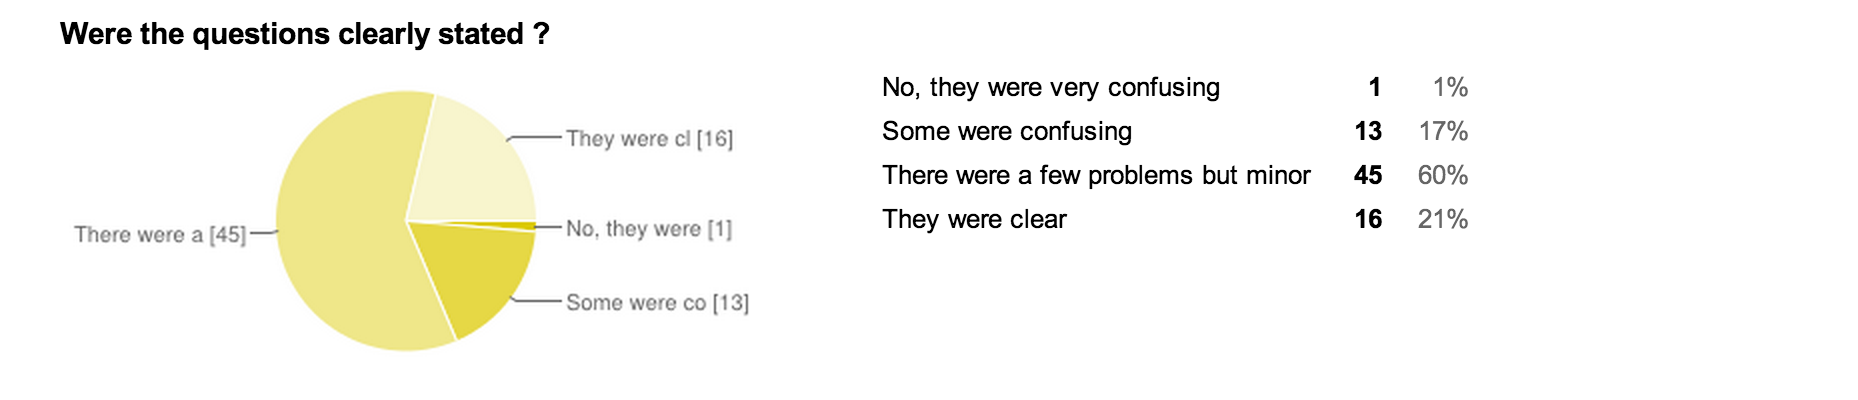 Were the questions clearly stated ?
They were cl [16]
No, they were [1]
There were a [45]
Some were co [13]
No, they were very confusing 1 1%
Some were confusing 13 17%
There were a few problems but minor 45 60%
They were clear 16 21%